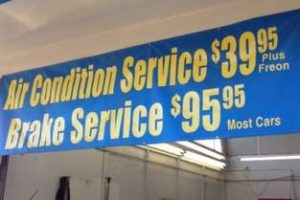 Air Condition Service $39.95 Plus Freon
Brake Service $95.95 Most Cars